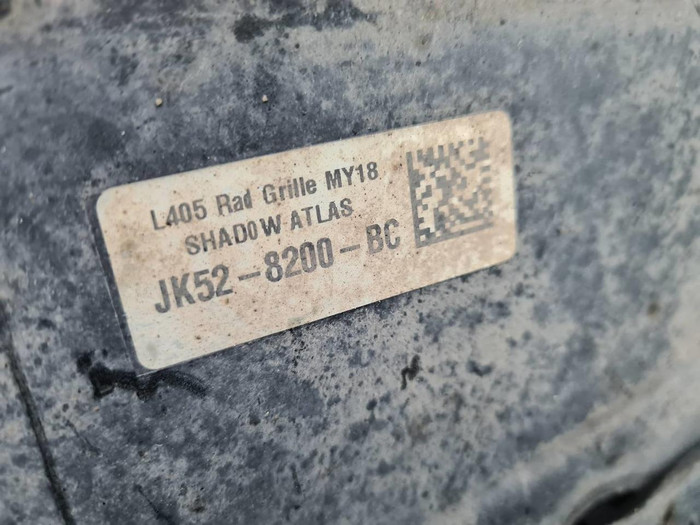 L405 Rad Grille MY18
SHADOW ATLAS
JK52-8200-BC